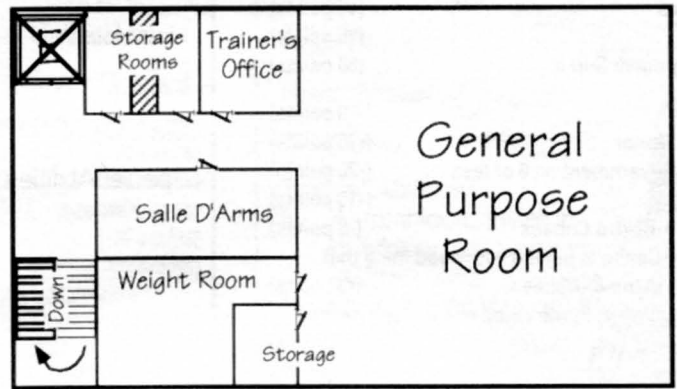 E
Storage
Rooms
Trainer's
Office
General
Purpose
Room
Salle D'Arms
Weight Room
Down
Storage